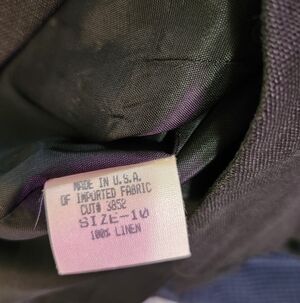 MADE IN U.S.A.
OF IMPORTED FABRIC
CUT# 3852
SIZE-10
100% LINEN